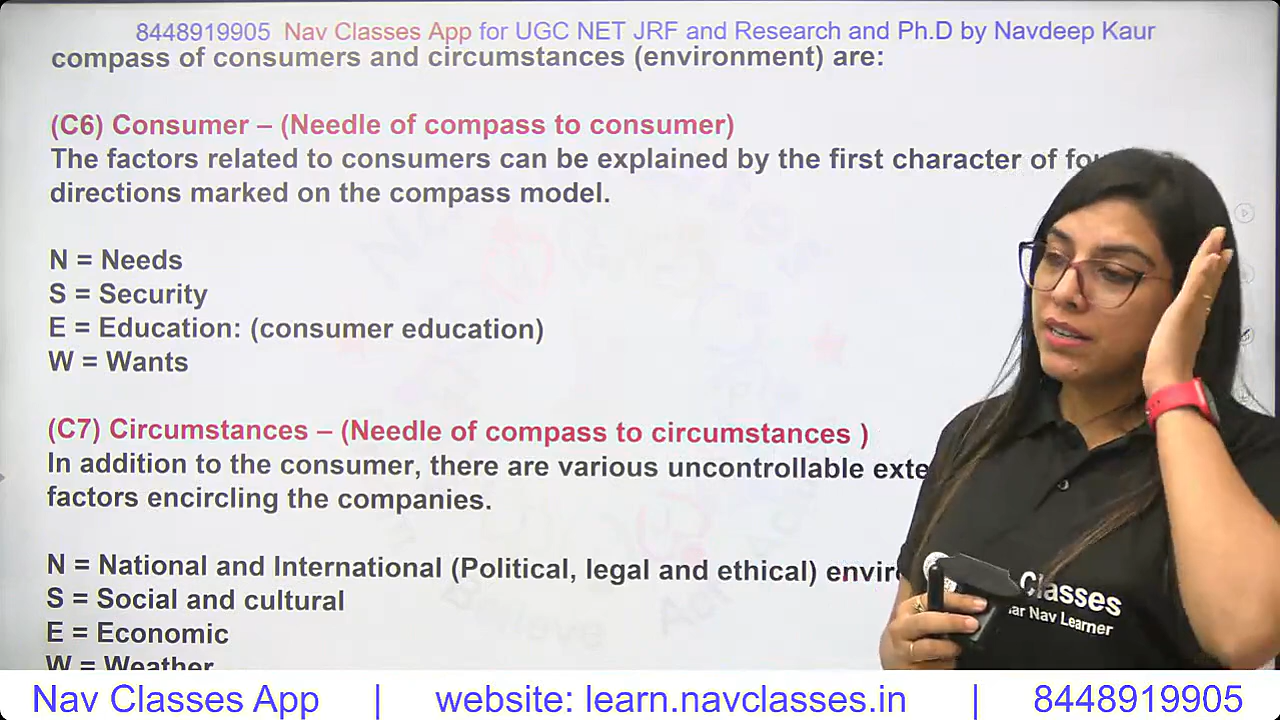 8448919905 Nav Classes App for UGC NET JRF and Research and Ph.D by Navdeep Kaur
compass of consumers and circumstances (environment) are:
(C6) Consumer – (Needle of compass to consumer)
The factors related to consumers can be explained by the first character of
directions marked on the compass model.
N = Needs
S = Security
E = Education: (consumer education)
W = Wants
(C7) Circumstances – (Needle of compass to circumstances )
In addition to the consumer, there are various uncontrollable
factors encircling the companies.
N = National and International (Political, legal and ethical)
S = Social and cultural
E = Economic
W = Weather
Classes
Nav Learner
Nav Classes App | website: learn.navclasses.in | 8448919905